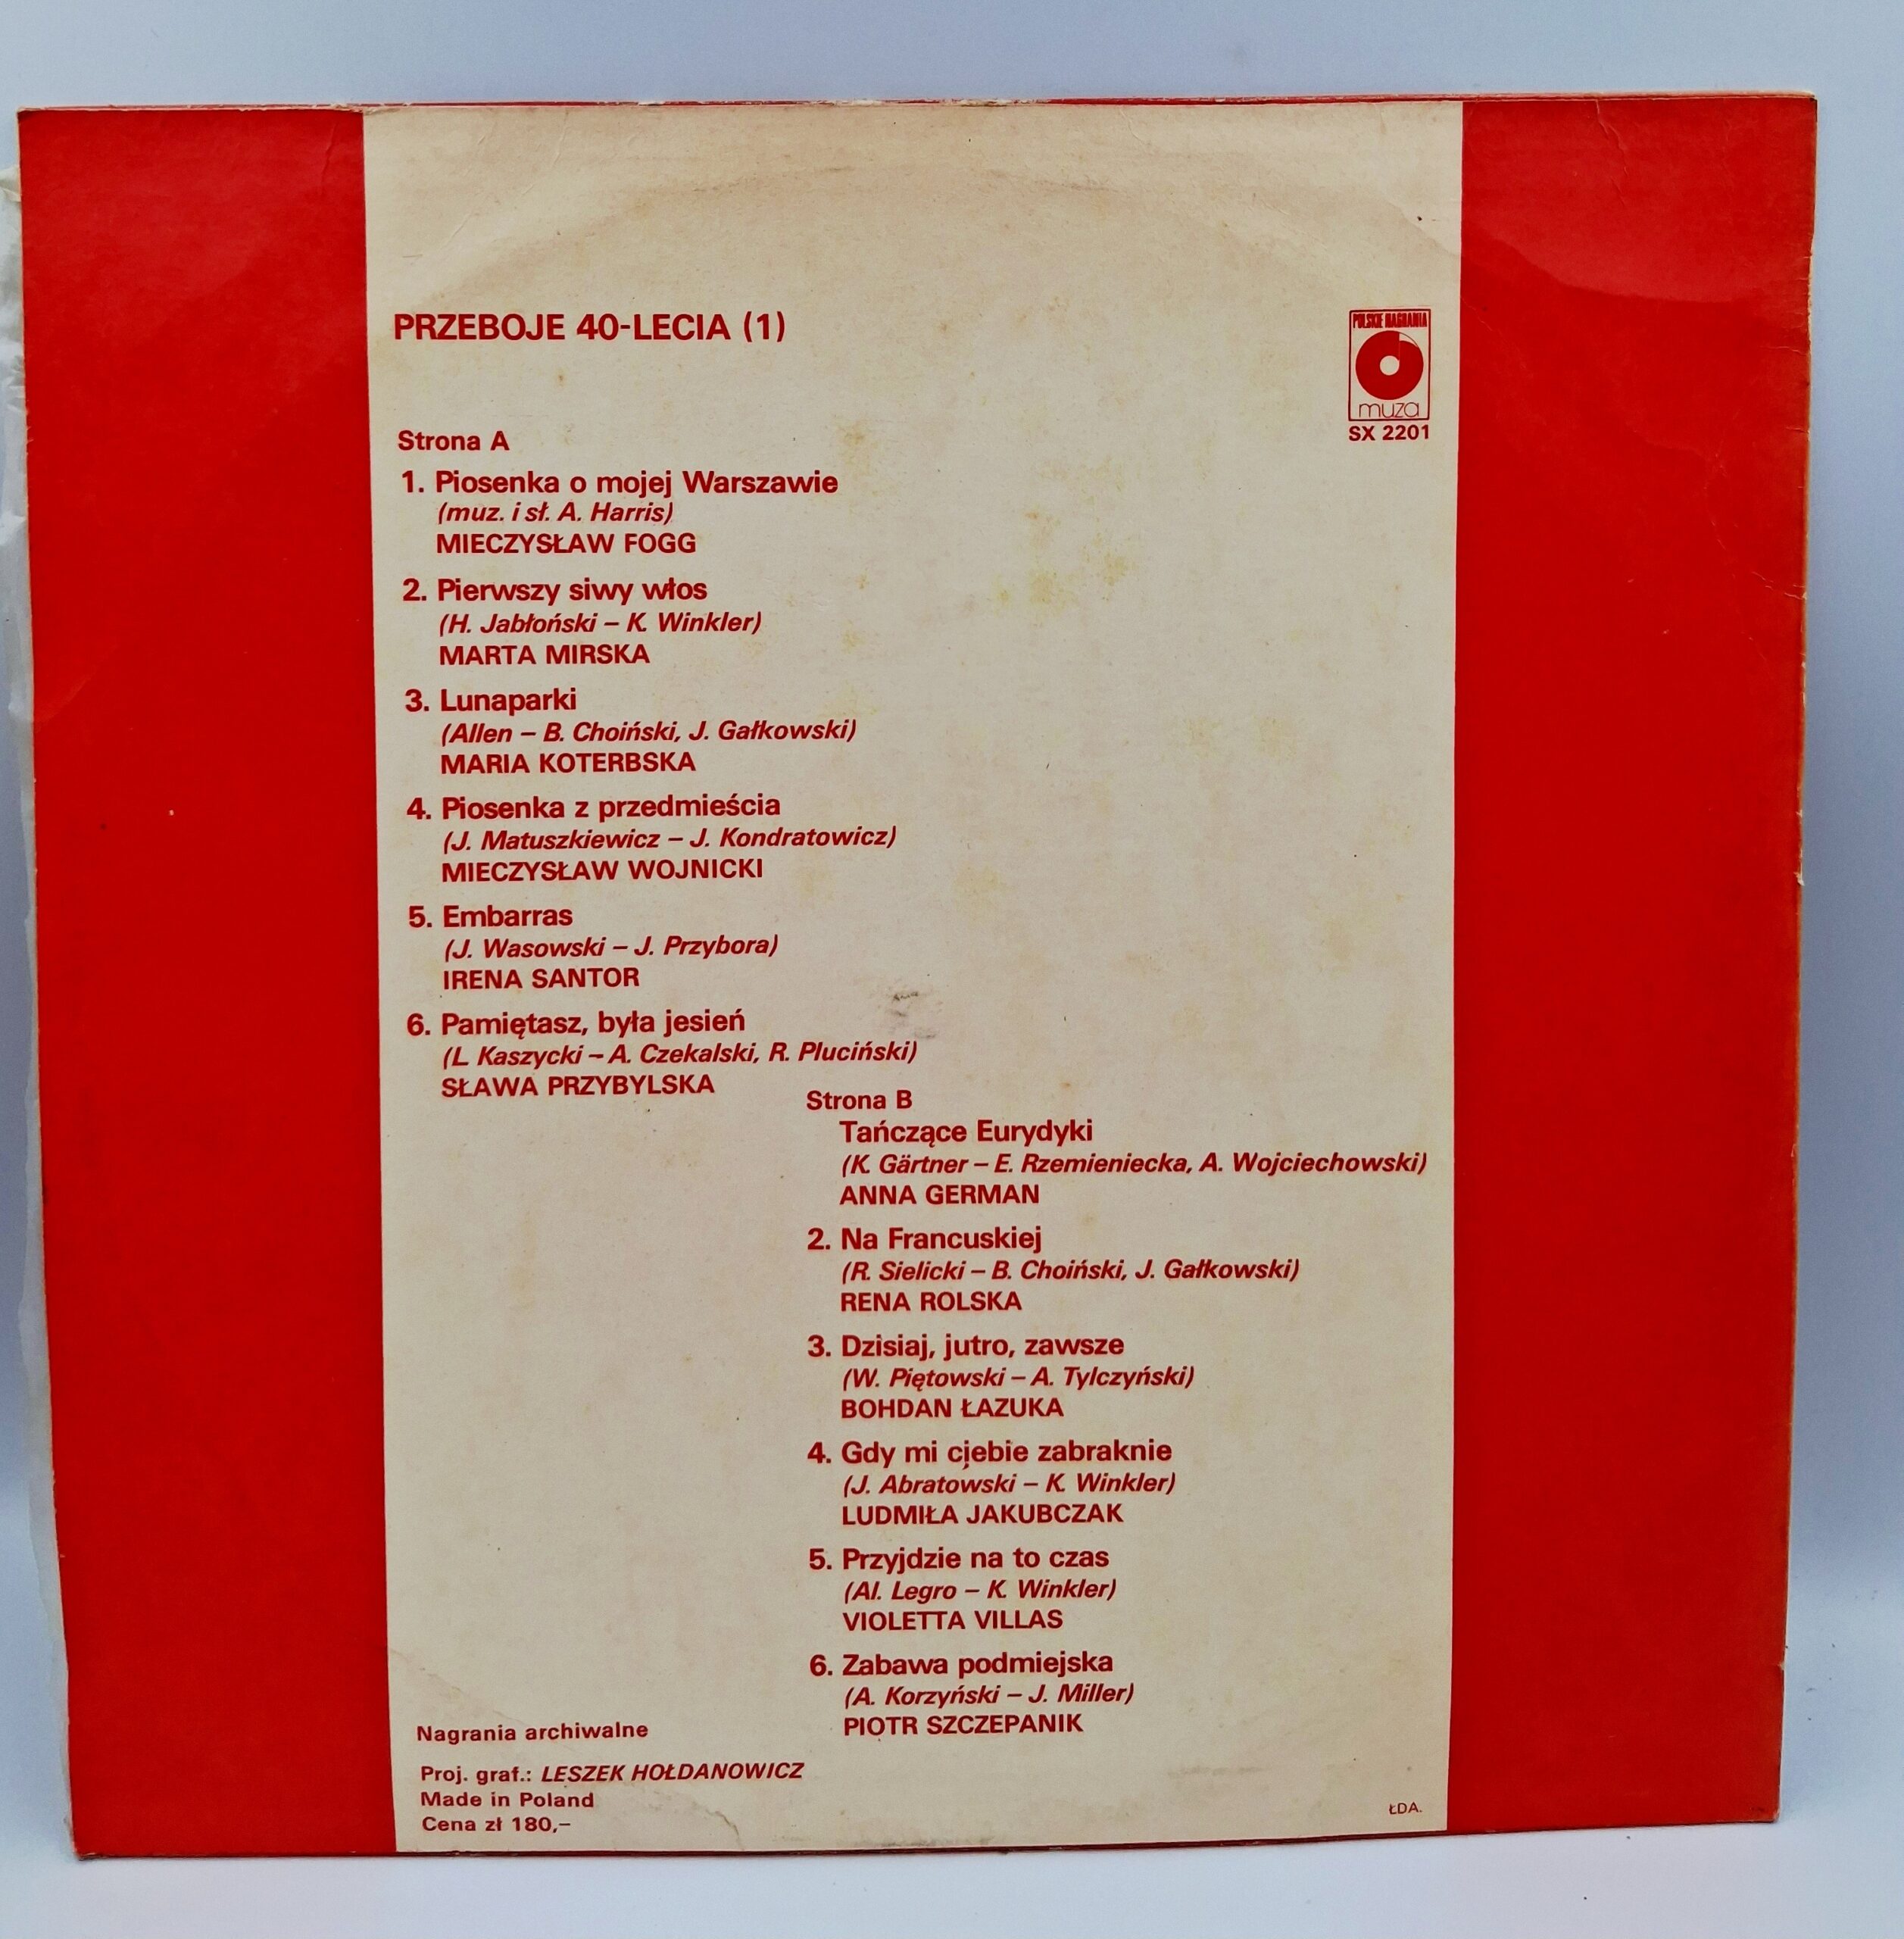 PRZEBOJE 40-LECIA (1)
POLSKIE NAGRANIA
muza
SX 2201
Strona A
1. Piosenka o mojej Warszawie
(muz. i sł. A. Harris)
MIECZYSŁAW FOGG
2. Pierwszy siwy włos
(H. Jabłoński – K. Winkler)
MARTA MIRSKA
3. Lunaparki
(Allen – B. Choiński, J. Gałkowski)
MARIA KOTERBSKA
4. Piosenka z przedmieścia
(J. Matuszkiewicz – J. Kondratowicz)
MIECZYSŁAW WOJNICKI
5. Embarras
(J. Wasowski – J. Przybora)
IRENA SANTOR
6. Pamiętasz, była jesień
(L. Kaszycki – A. Czekalski, R. Pluciński)
SŁAWA PRZYBYLSKA
Strona B
Tańczące Eurydyki
(K. Gärtner – E. Rzemieniecka, A. Wojciechowski)
ANNA GERMAN
2. Na Francuskiej
(R. Sielicki – B. Choiński, J. Gałkowski)
RENA ROLSKA
3. Dzisiaj, jutro, zawsze
(W. Piętowski – A. Tylczyński)
BOHDAN ŁAZUKA
4. Gdy mi ciebie zabraknie
(J. Abratowski – K. Winkler)
LUDMIŁA JAKUBCZAK
5. Przyjdzie na to czas
(Al. Legro – K. Winkler)
VIOLETTA VILLAS
6. Zabawa podmiejska
(A. Korzyński – J. Miller)
PIOTR SZCZEPANIK
Nagrania archiwalne
Proj. graf.: LESZEK HOŁDANOWICZ
Made in Poland
Cena zł 180,–
ŁDA.